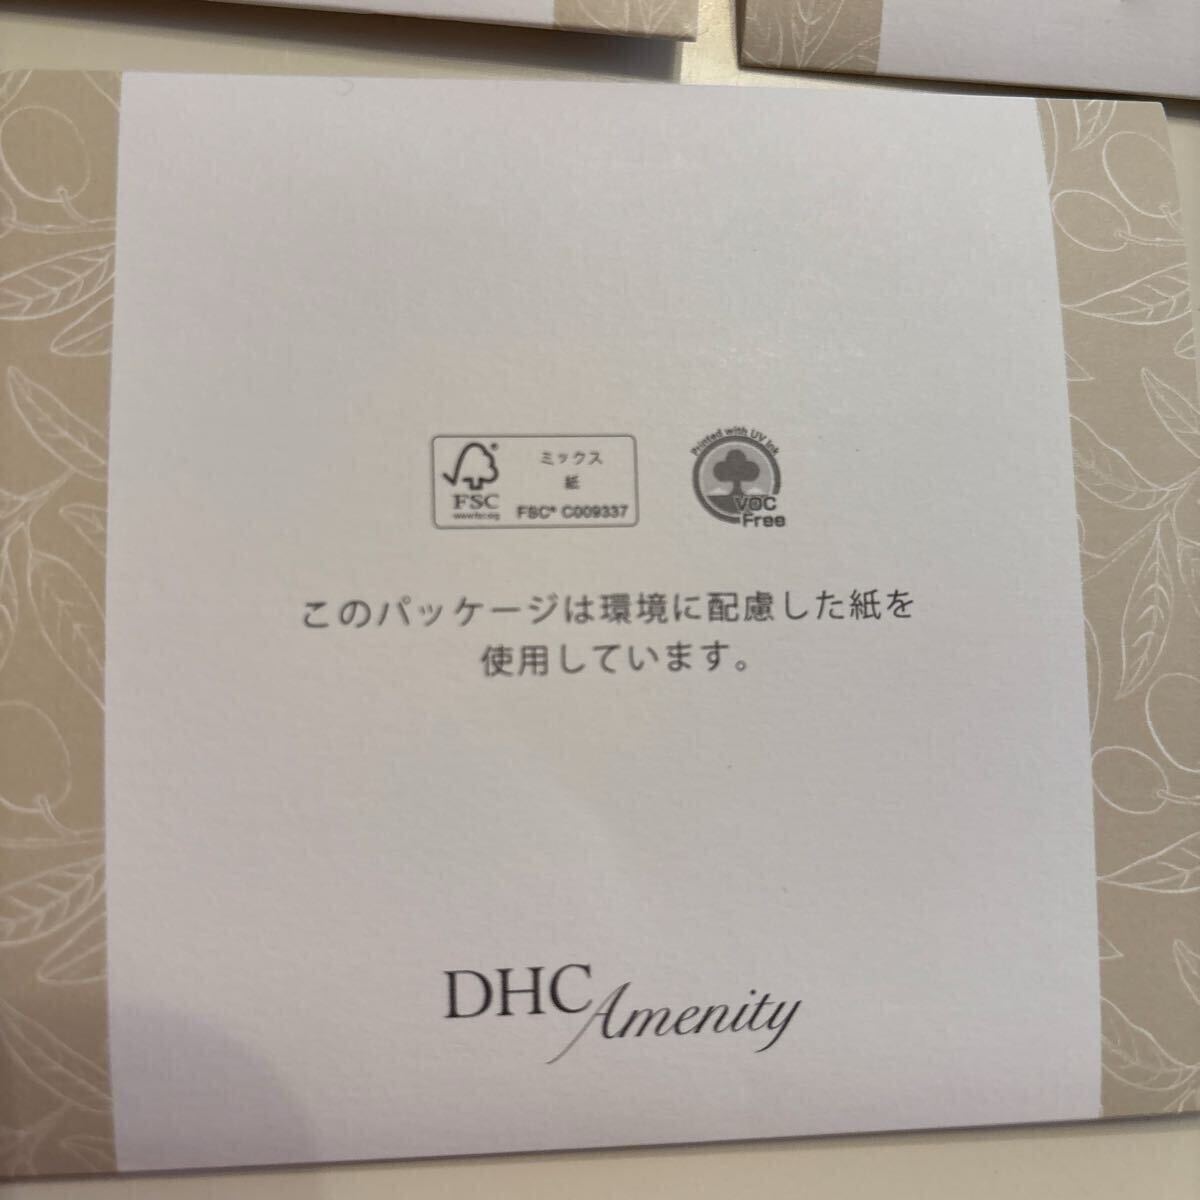 FSC®
www.fsc.org
ミックス
紙
FSC® C009337
Printed with UV Ink
VOC
Free
このパッケージは環境に配慮した紙を
使用しています。
DHC Amenity